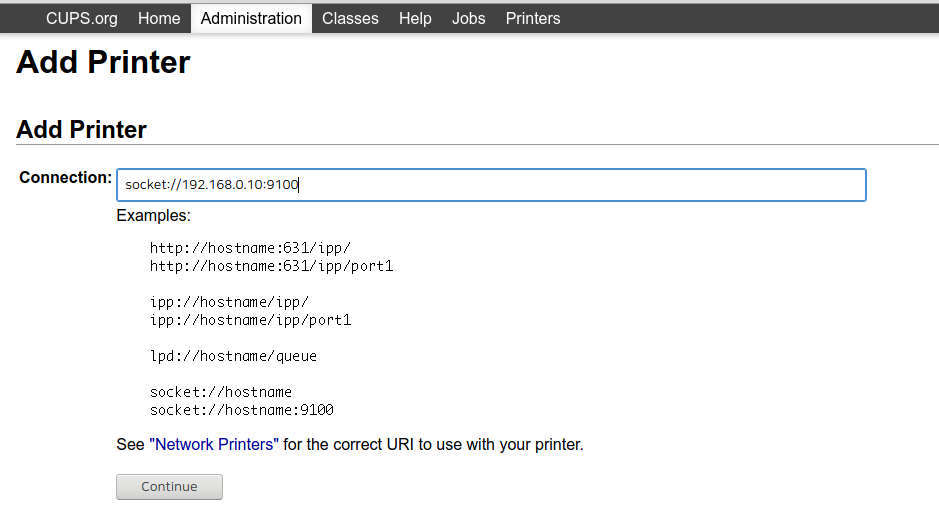 CUPS.org Home Administration Classes Help Jobs Printers
Add Printer
Add Printer
Connection: socket://192.168.0.10:9100
Examples:
http://hostname:631/ipp/
http://hostname:631/ipp/port1
ipp://hostname/ipp/
ipp://hostname/ipp/port1
lpd://hostname/queue
socket://hostname
socket://hostname:9100
See "Network Printers" for the correct URI to use with your printer.
Continue